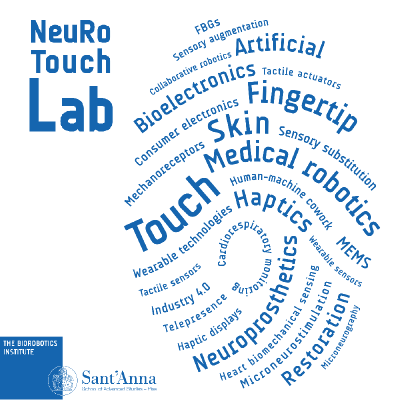 NeuRo
Touch
Lab
FBGs
Sensory augmentation
Artificial
Collaborative robotics
Tactile actuators
Bioelectronics
Fingertip
Consumer electronics
Skin
Sensory substitution
Mechanoreceptors
Medical robotics
Touch
Human-machine cowork
Haptics
Wearable technologies
Cardiorespiratory monitoring
MEMS
Wearable sensors
Tactile sensors
Industry 4.0
Telepresence
Haptic displays
Neuroprosthetics
Heart biomechanical sensing
Microneurostimulation
Restoration
Microneurography
THE BIOROBOTICS
INSTITUTE
Sant'Anna
School of Advanced Studies – Pisa